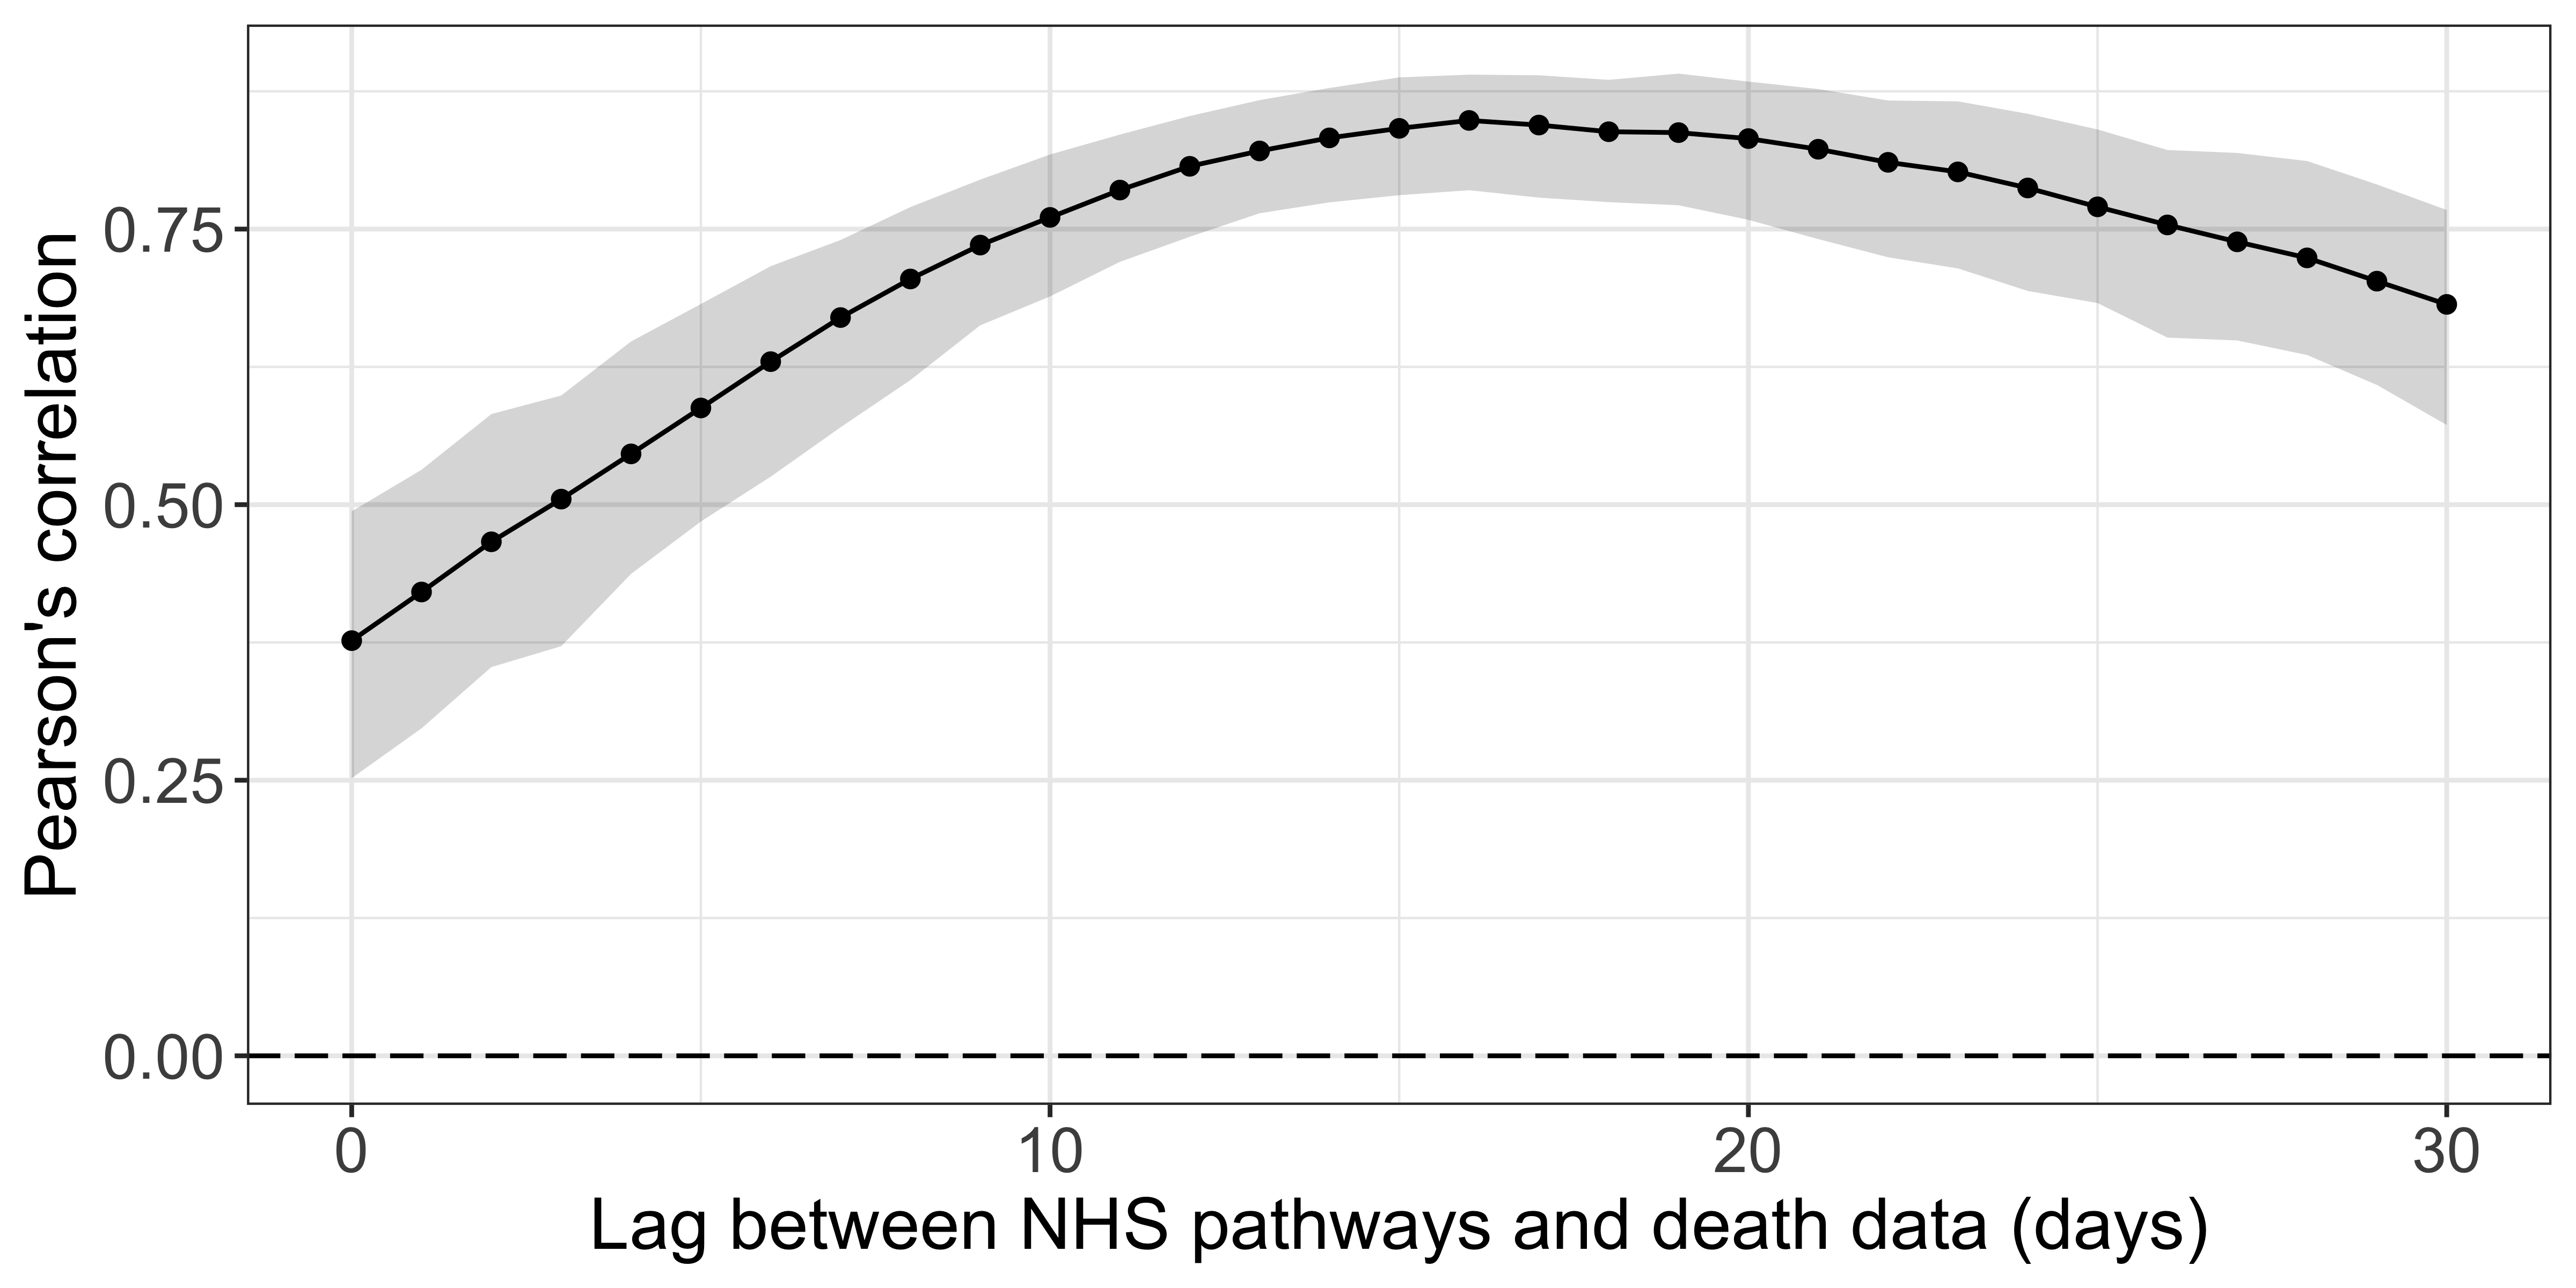 Pearson's correlation
0.75
0.50
0.25
0.00
0 10 20 30
Lag between NHS pathways and death data (days)